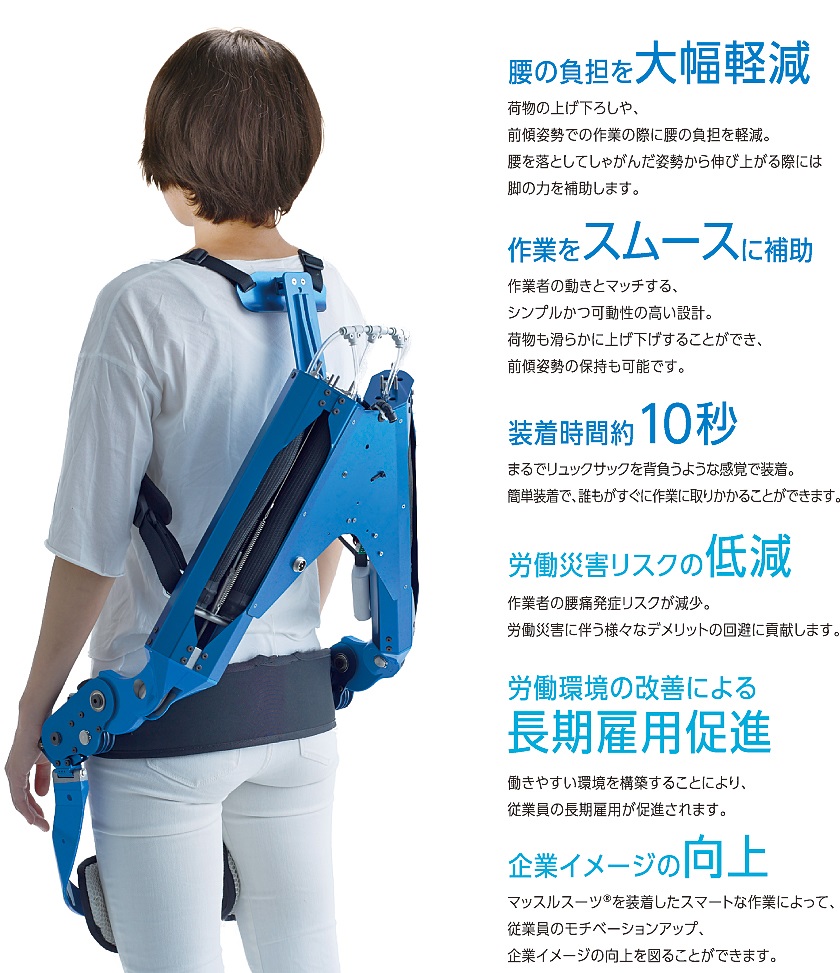 腰の負担を大幅軽減
荷物の上げ下ろしや、
前傾姿勢での作業の際に腰の負担を軽減。
腰を落としてしゃがんだ姿勢から伸び上がる際には
脚の力を補助します。
作業をスムースに補助
作業者の動きとマッチする、
シンプルかつ可動性の高い設計。
荷物も滑らかに上げ下げすることができ、
前傾姿勢の保持も可能です。
装着時間約10秒
まるでリュックサックを背負うような感覚で装着。
簡単装着で、誰もがすぐに作業に取りかかることができます。
労働災害リスクの低減
作業者の腰痛発症リスクが減少。
労働災害に伴う様々なデメリットの回避に貢献します。
労働環境の改善による
長期雇用促進
働きやすい環境を構築することにより、
従業員の長期雇用が促進されます。
企業イメージの向上
マッスルスーツ®を装着したスマートな作業によって、
従業員のモチベーションアップ、
企業イメージの向上を図ることができます。